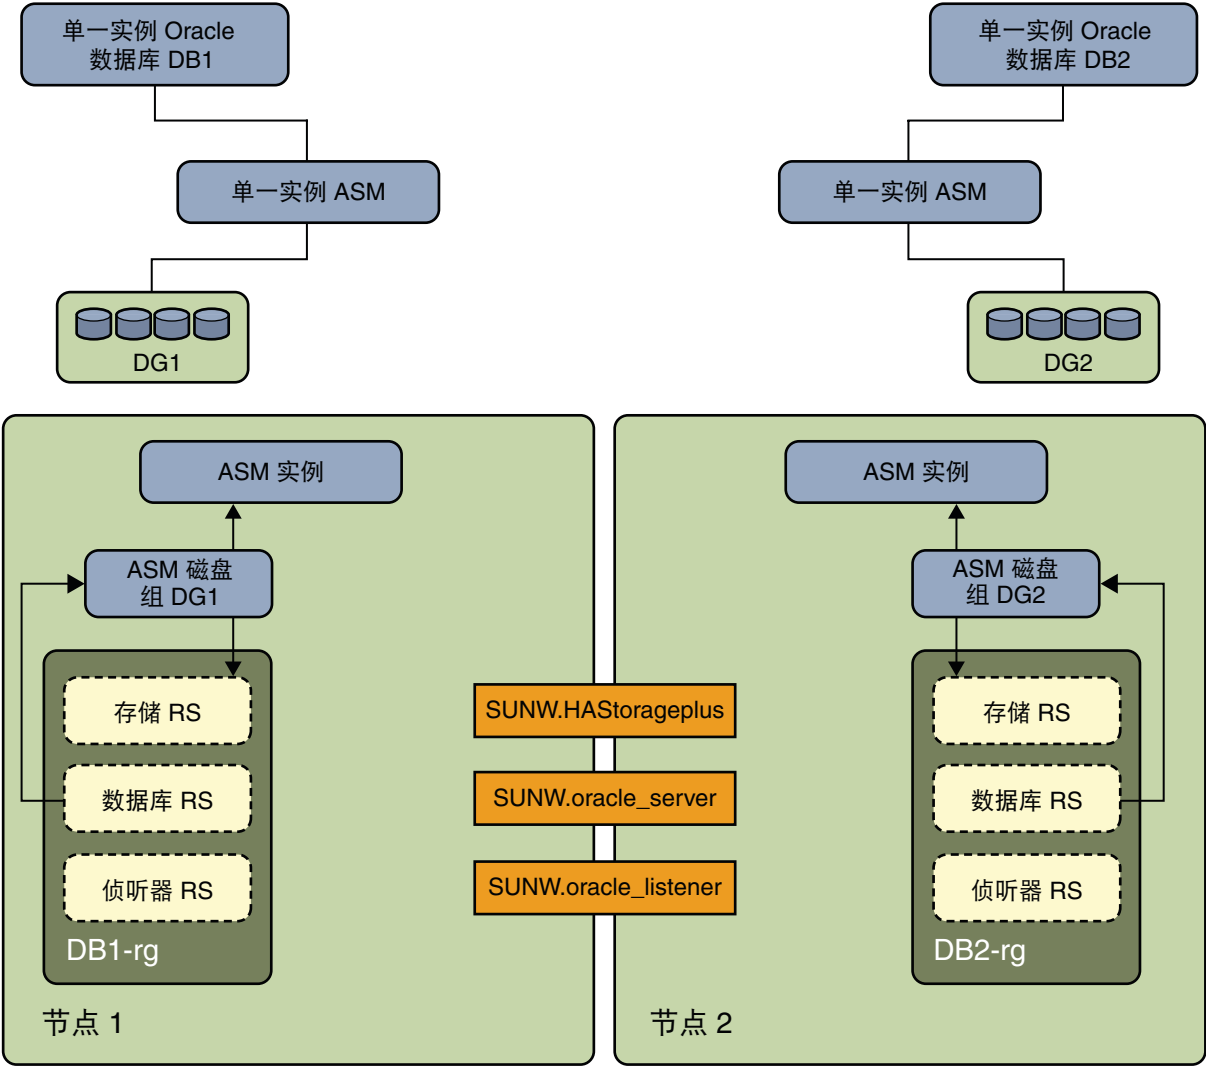 单一实例 Oracle
数据库 DB1
单一实例 Oracle
数据库 DB2
单一实例 ASM
单一实例 ASM
DG1
DG2
ASM 实例
ASM 实例
ASM 磁盘
组 DG1
ASM 磁盘
组 DG2
存储 RS
SUNW.HAStorageplus
存储 RS
数据库 RS
SUNW.oracle_server
数据库 RS
侦听器 RS
SUNW.oracle_listener
侦听器 RS
DB1-rg
DB2-rg
节点 1
节点 2